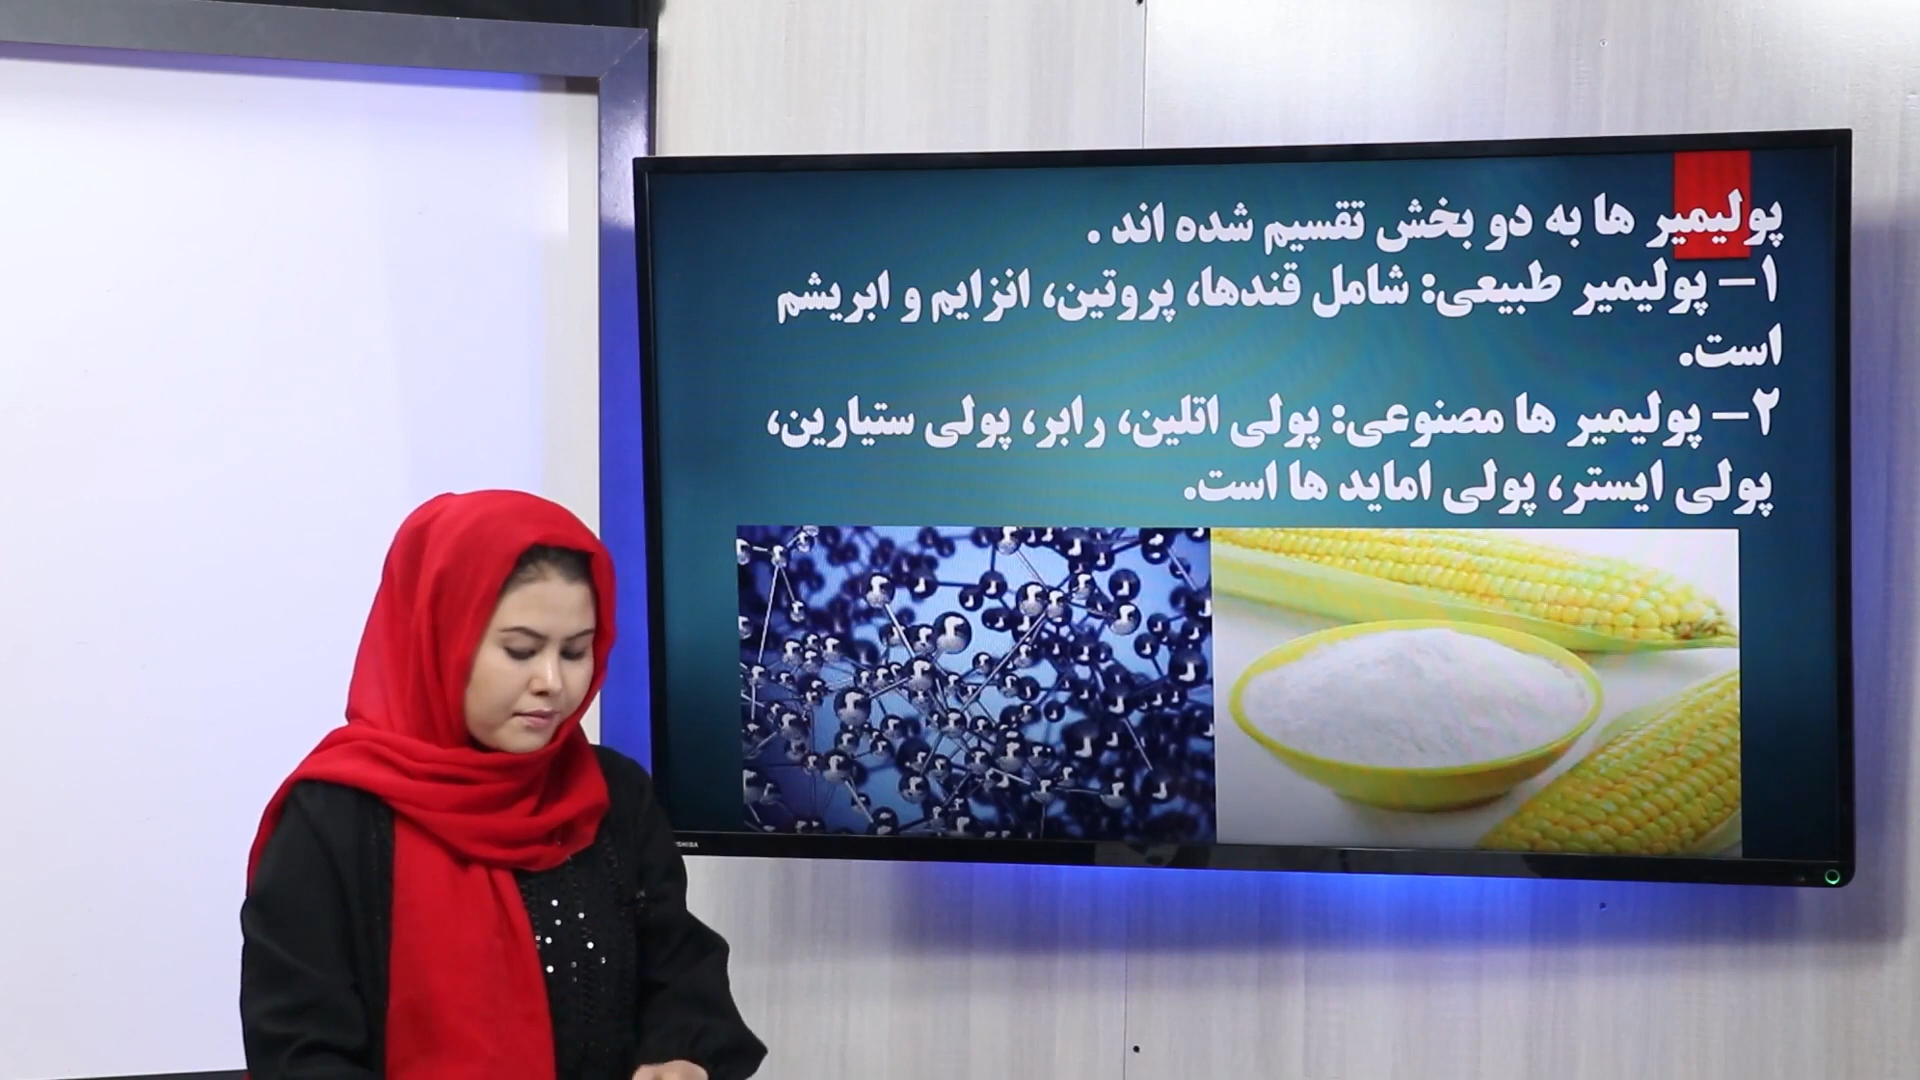 پولیمیر ها به دو بخش تقسیم شده اند .
۱– پولیمیر طبیعی: شامل قندها، پروتین، انزایم و ابریشم
است.
۲– پولیمیر ها مصنوعی: پولی اتلین، رابر، پولی ستیارین،
پولی ایستر، پولی اماید ها است.